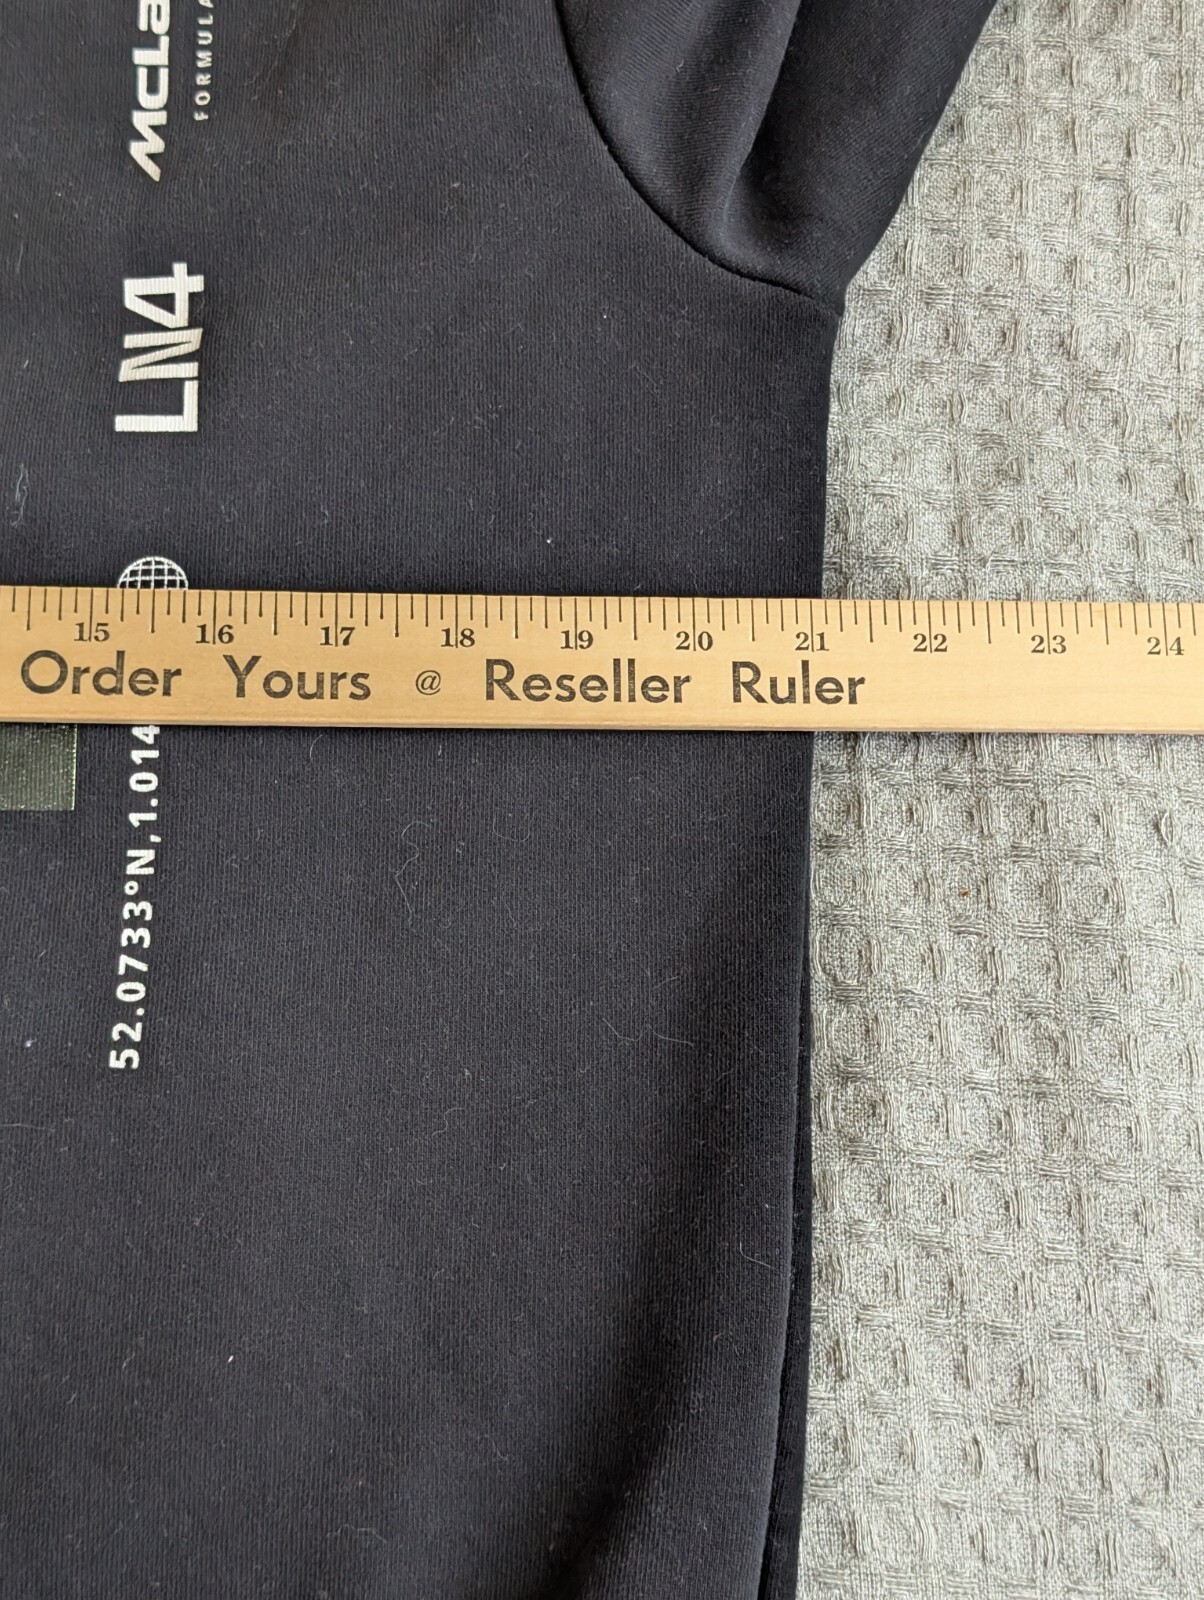 McLa
FORMULA
LN4
15 16 17 18 19 20 21 22 23 24
Order Yours @ Reseller Ruler
52.0733°N,1.014